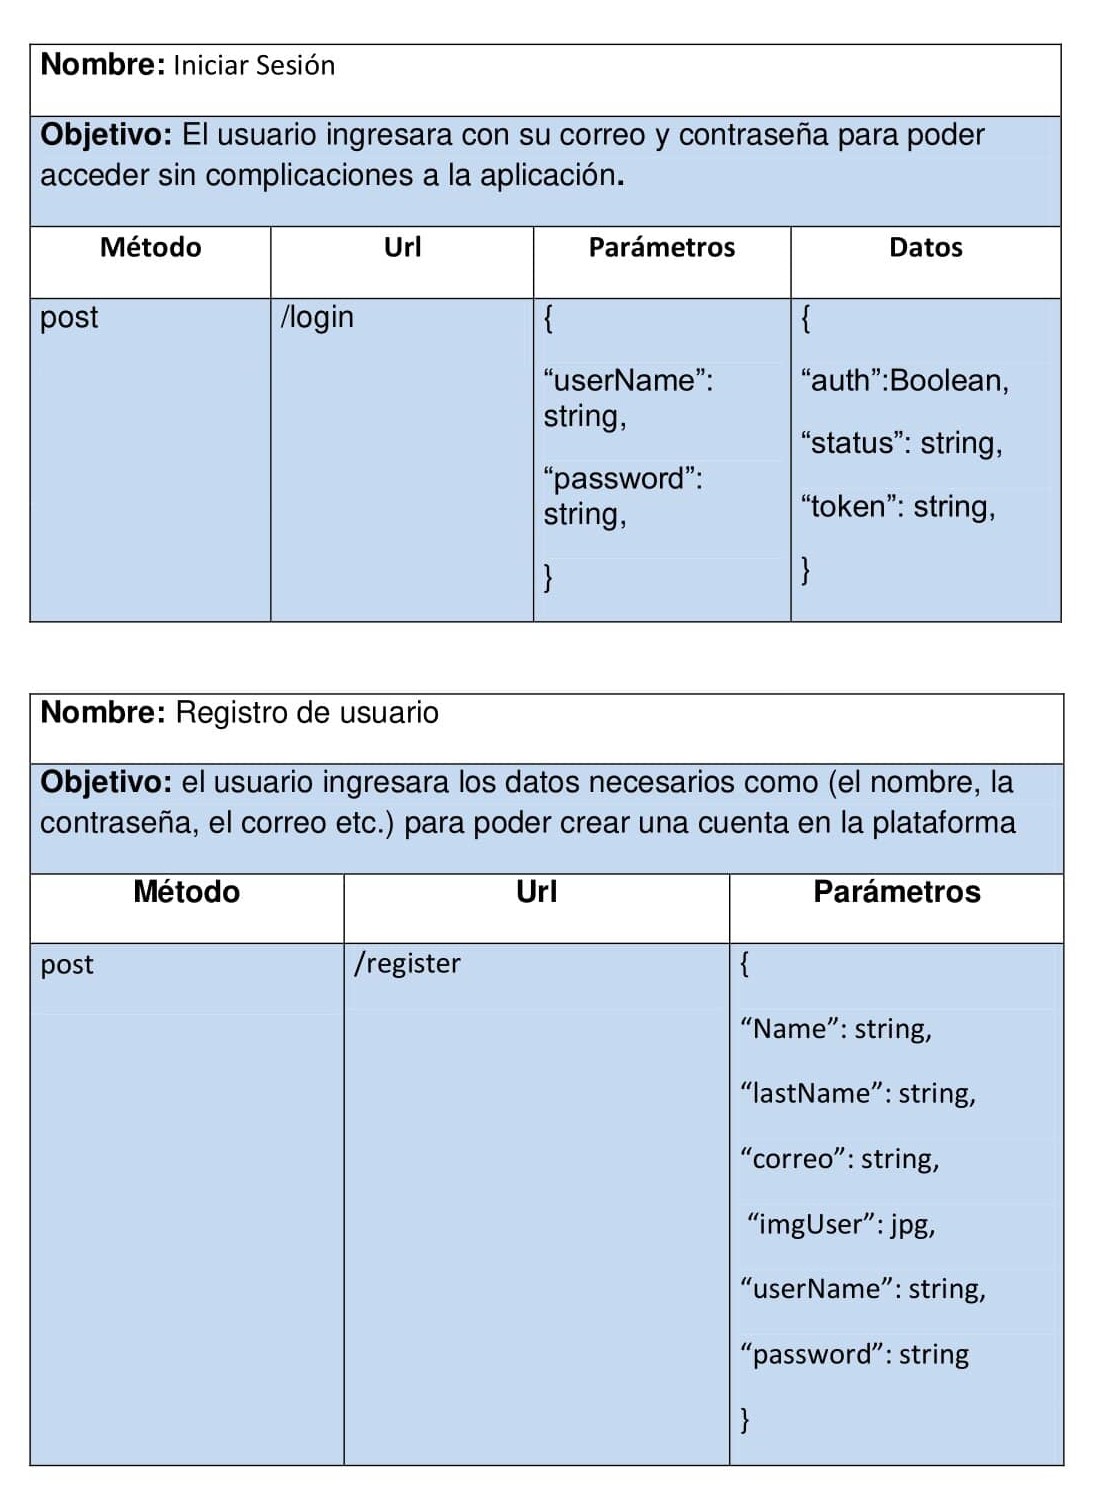 Nombre: Iniciar Sesión
Objetivo: El usuario ingresara con su correo y contraseña para poder
acceder sin complicaciones a la aplicación.
Método Url Parámetros Datos
post
/login
{
“userName”:
string,
“password”:
string,
}
{
“auth”:Boolean,
“status”: string,
“token”: string,
}
Nombre: Registro de usuario
Objetivo: el usuario ingresara los datos necesarios como (el nombre, la
contraseña, el correo etc.) para poder crear una cuenta en la plataforma
Método Url Parámetros
post
/register
{
“Name”: string,
“lastName”: string,
“correo”: string,
“imgUser”: jpg,
“userName”: string,
“password”: string
}